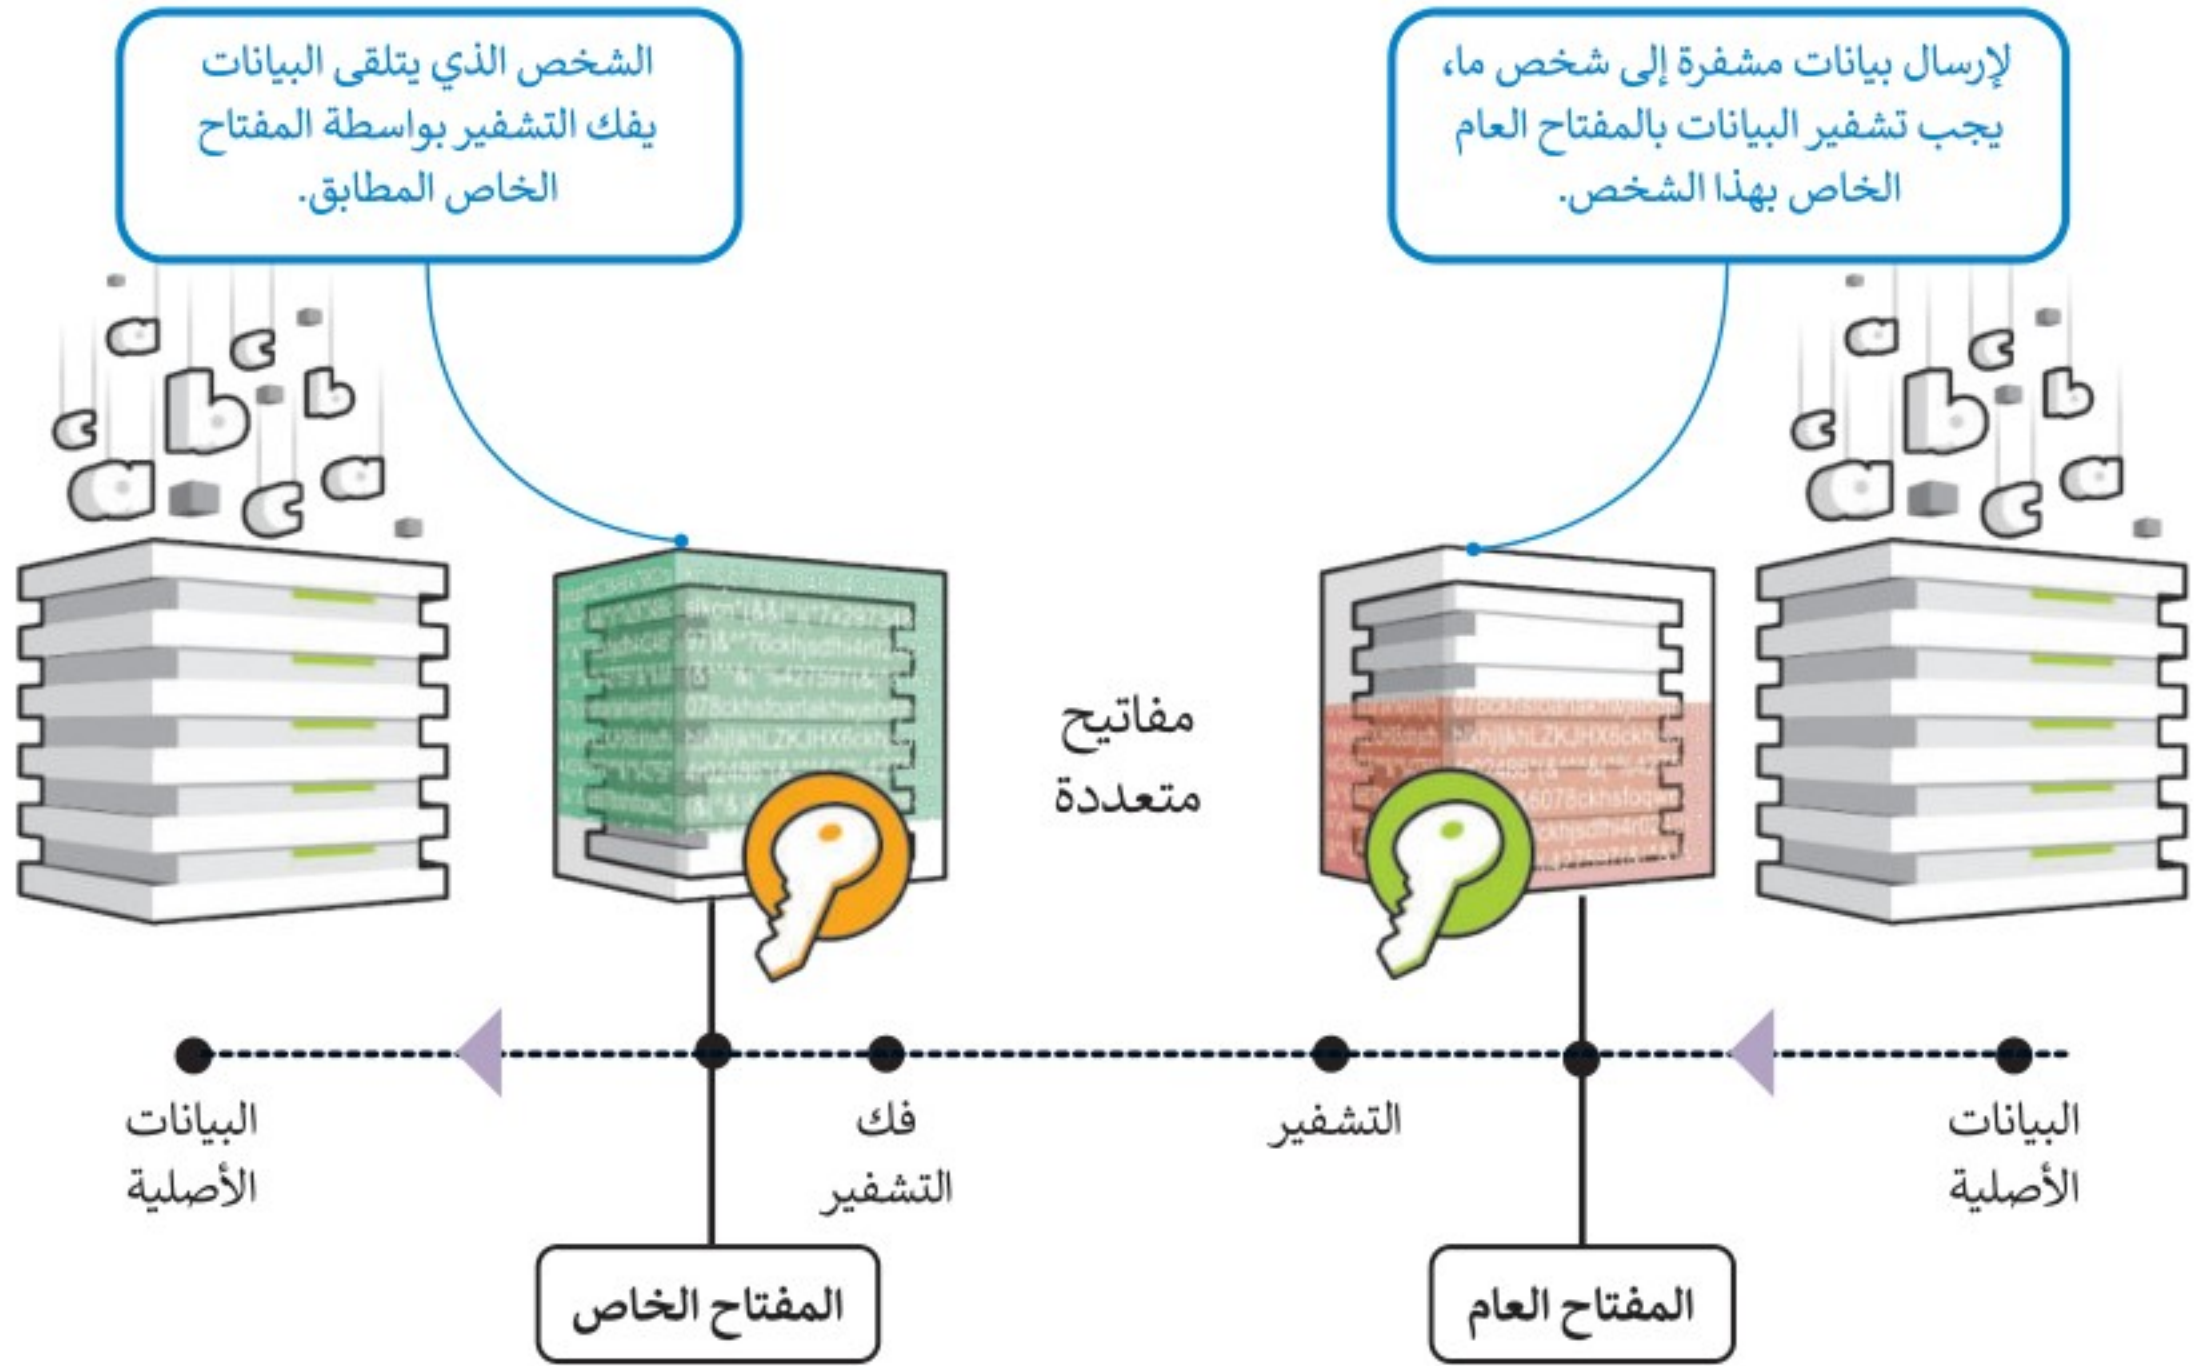 لإرسال بيانات مشفرة إلى شخص ما،
يجب تشفير البيانات بالمفتاح العام
الخاص بهذا الشخص.
الشخص الذي يتلقى البيانات
يفك التشفير بواسطة المفتاح
الخاص المطابق.
مفاتيح
متعددة
البيانات
الأصلية
التشفير
فك
التشفير
البيانات
الأصلية
المفتاح العام
المفتاح الخاص